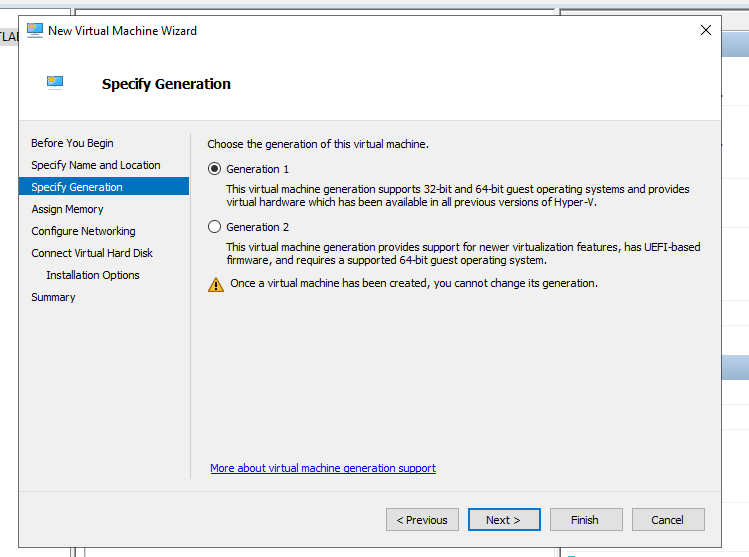 TLAB
New Virtual Machine Wizard
Specify Generation
Before You Begin
Specify Name and Location
Specify Generation
Assign Memory
Configure Networking
Connect Virtual Hard Disk
Installation Options
Summary
Choose the generation of this virtual machine.
Generation 1
This virtual machine generation supports 32-bit and 64-bit guest operating systems and provides
virtual hardware which has been available in all previous versions of Hyper-V.
Generation 2
This virtual machine generation provides support for newer virtualization features, has UEFI-based
firmware, and requires a supported 64-bit guest operating system.
Once a virtual machine has been created, you cannot change its generation.
More about virtual machine generation support
< Previous
Next >
Finish
Cancel